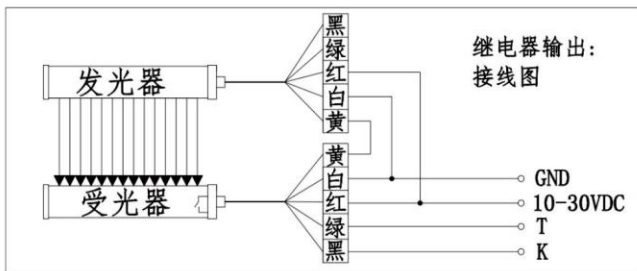 继电器输出:
接线图
发光器
黑
绿
红
白
黄
受光器
黄
白
红
绿
黑
GND
10-30VDC
T
K